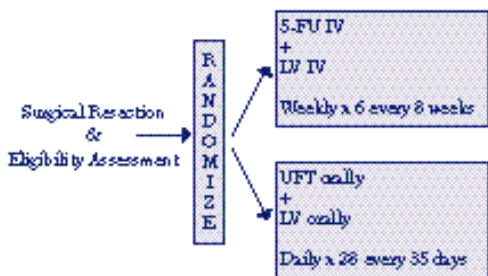 Surgical Resection
&
Eligibility Assessment
RANDOMIZE
5-FU IV
+
LV IV
Weekly x 6 every 8 weeks
UFT orally
+
LV orally
Daily x 28 every 35 days